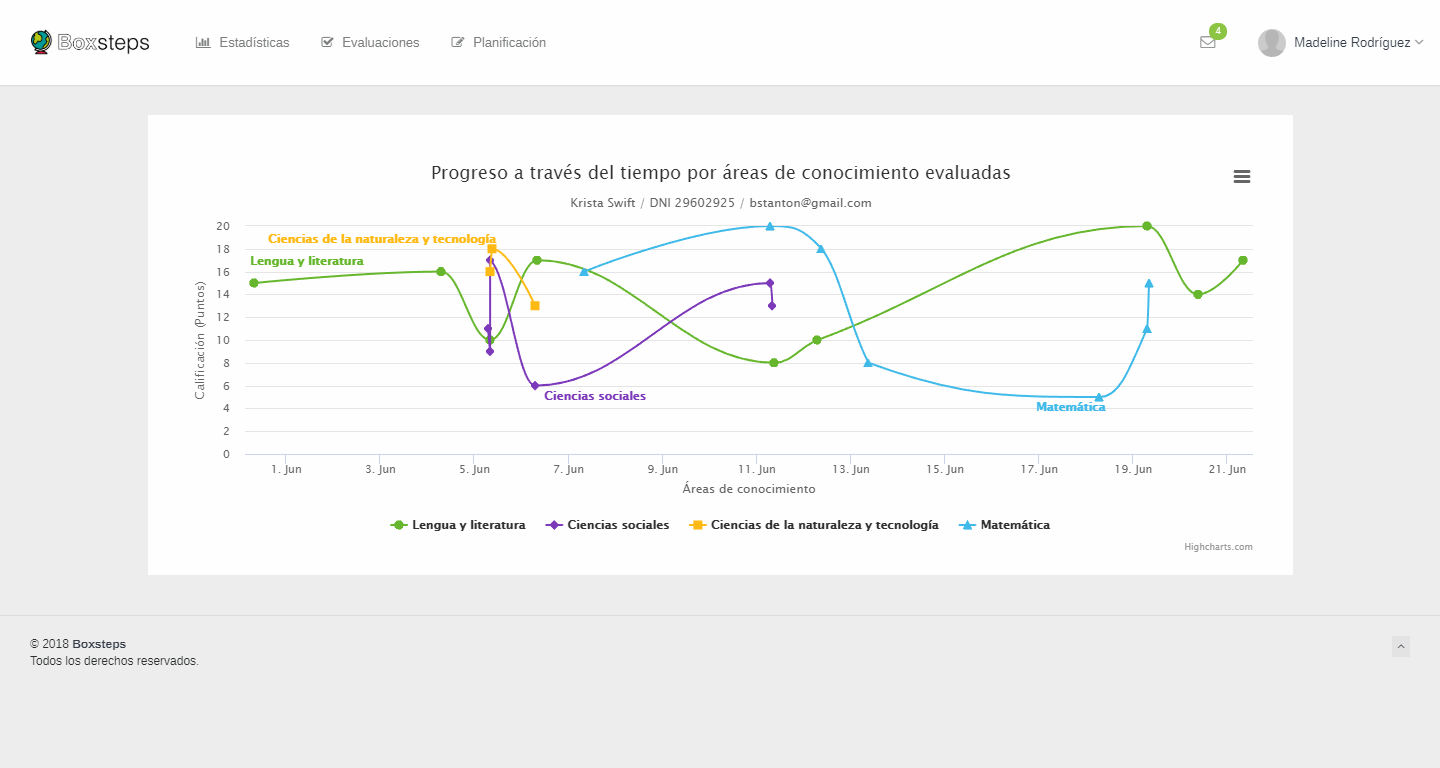 Boxsteps Estadísticas Evaluaciones Planificación 4 Madeline Rodríguez
Progreso a través del tiempo por áreas de conocimiento evaluadas
Krista Swift / DNI 29602925 / bstanton@gmail.com
Calificación (Puntos)
20
18
16
14
12
10
8
6
4
2
0
Ciencias de la naturaleza y tecnología
Lengua y literatura
Ciencias sociales
Matemática
1. Jun 3. Jun 5. Jun 7. Jun 9. Jun 11. Jun 13. Jun 15. Jun 17. Jun 19. Jun 21. Jun
Áreas de conocimiento
Lengua y literatura Ciencias sociales Ciencias de la naturaleza y tecnología Matemática
Highcharts.com
© 2018 Boxsteps
Todos los derechos reservados.